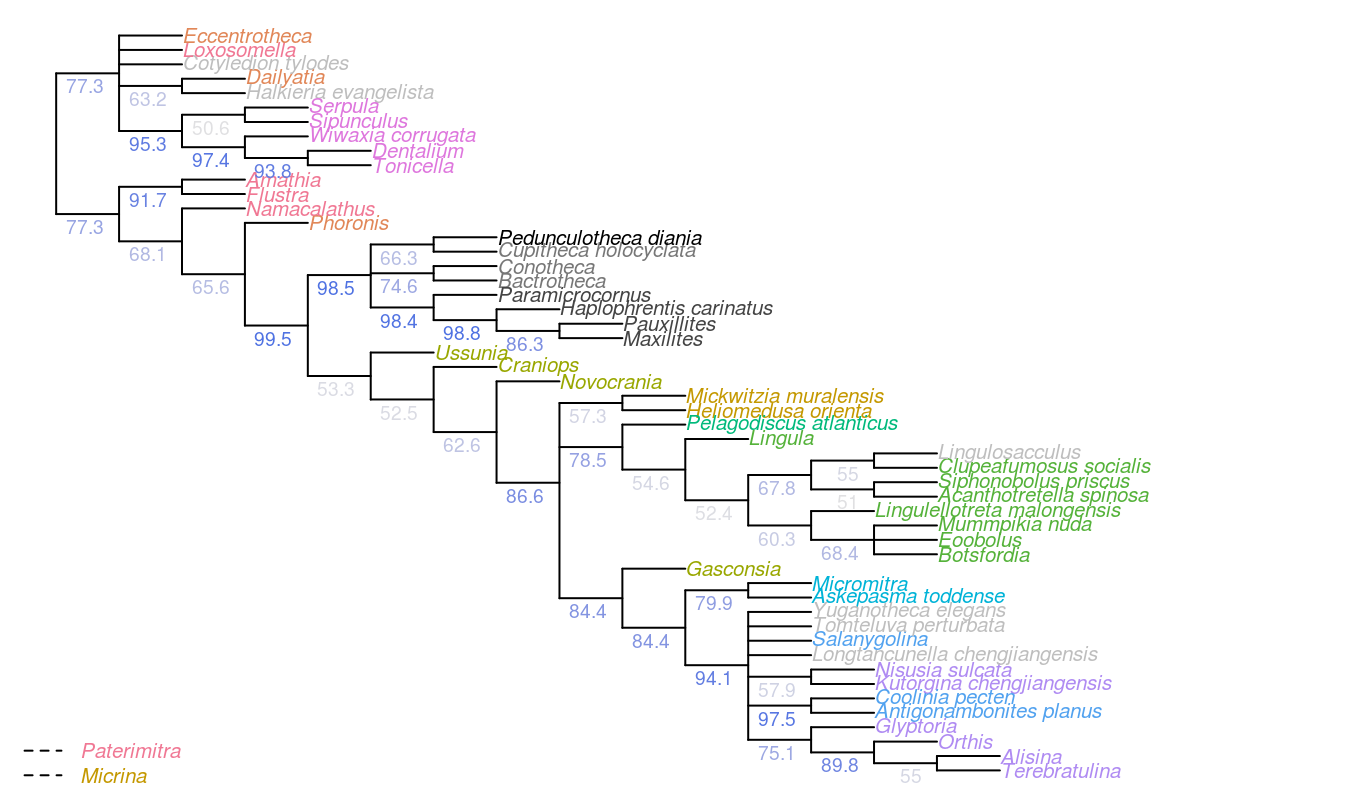 Eccentrotheca
Loxosomella
Cotyledion tylodes
Dailyatia
77.3
Halkieria evangelista
63.2
Serpula
Sipunculus
50.6
Wiwaxia corrugata
95.3
Dentalium
97.4
Tonicella
93.8
Amathia
Flustra
91.7
Namacalathus
Phoronis
77.3
Pedunculotheca diania
Cupitheca holocyclata
68.1
66.3
Conotheca
Bactrotheca
65.6
98.5
74.6
Paramicrocornus
Haplophrentis carinatus
98.4
Pauxillites
98.8
Maxilites
99.5
86.3
Ussunia
Craniops
Novocrania
53.3
Mickwitzia muralensis
Heliomedusa orienta
52.5
57.3
Pelagodiscus atlanticus
Lingula
62.6
Lingulosacculus
78.5
Clupeafumosus socialis
55
Siphonobolus priscus
54.6
67.8
Acanthotretella spinosa
86.6
51
Lingulellotreta malongensis
52.4
Mummpikia nuda
60.3
Eoobolus
68.4
Botsfordia
Gasconsia
Micromitra
Askepasma toddense
84.4
79.9
Yuganotheca elegans
Tomteluva perturbata
84.4
Salanygolina
Longtancunella chengjiangensis
Nisusia sulcata
94.1
Kutorgina chengjiangensis
57.9
Coolinia pecten
Antigonambonites planus
97.5
Glyptoria
Orthis
75.1
Alisina
89.8
Terebratulina
55
Paterimitra
Micrina